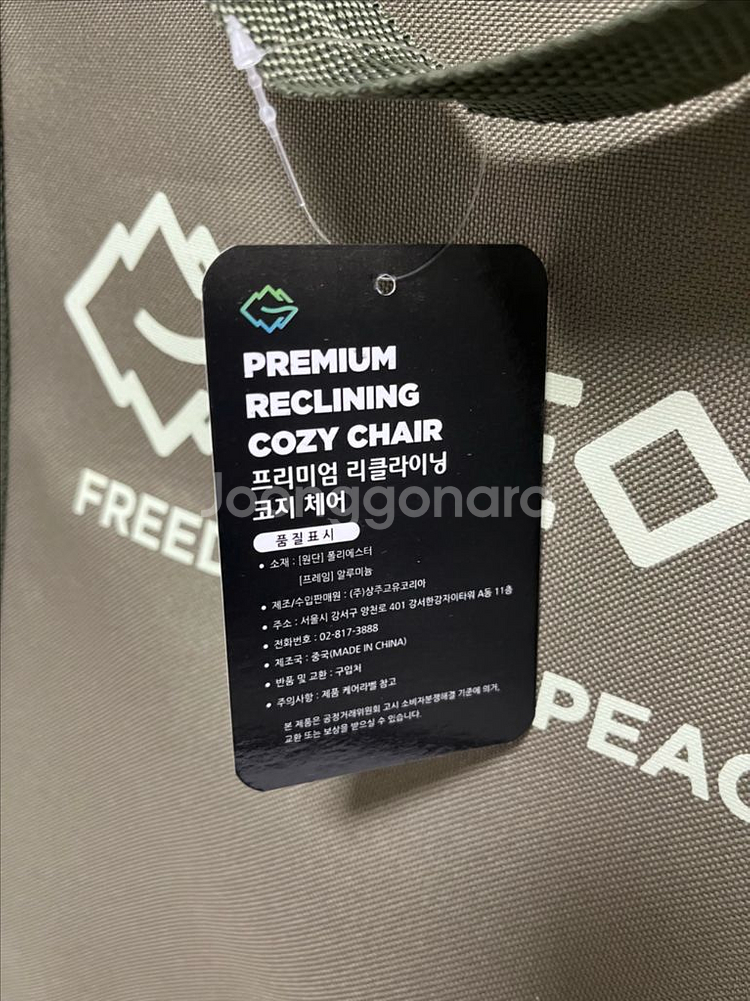 PREMIUM
RECLINING
COZY CHAIR
프리미엄 리클라이닝
코지 체어
Joonggonara
품질표시
• 소재 : [원단] 폴리에스터
[프레임] 알루미늄
• 제조/수입판매원 : (주)상주고유코리아
• 주소 : 서울시 강서구 양천로 401 강서한강자이타워 A동 11층
• 전화번호 : 02-817-3888
• 제조국 : 중국(MADE IN CHINA)
• 반품 및 교환 : 구입처
• 주의사항 : 제품 케어라벨 참고
본 제품은 공정거래위원회 고시 소비자분쟁해결 기준에 의거,
교환 또는 보상을 받으실 수 있습니다.
FREED
PEAC